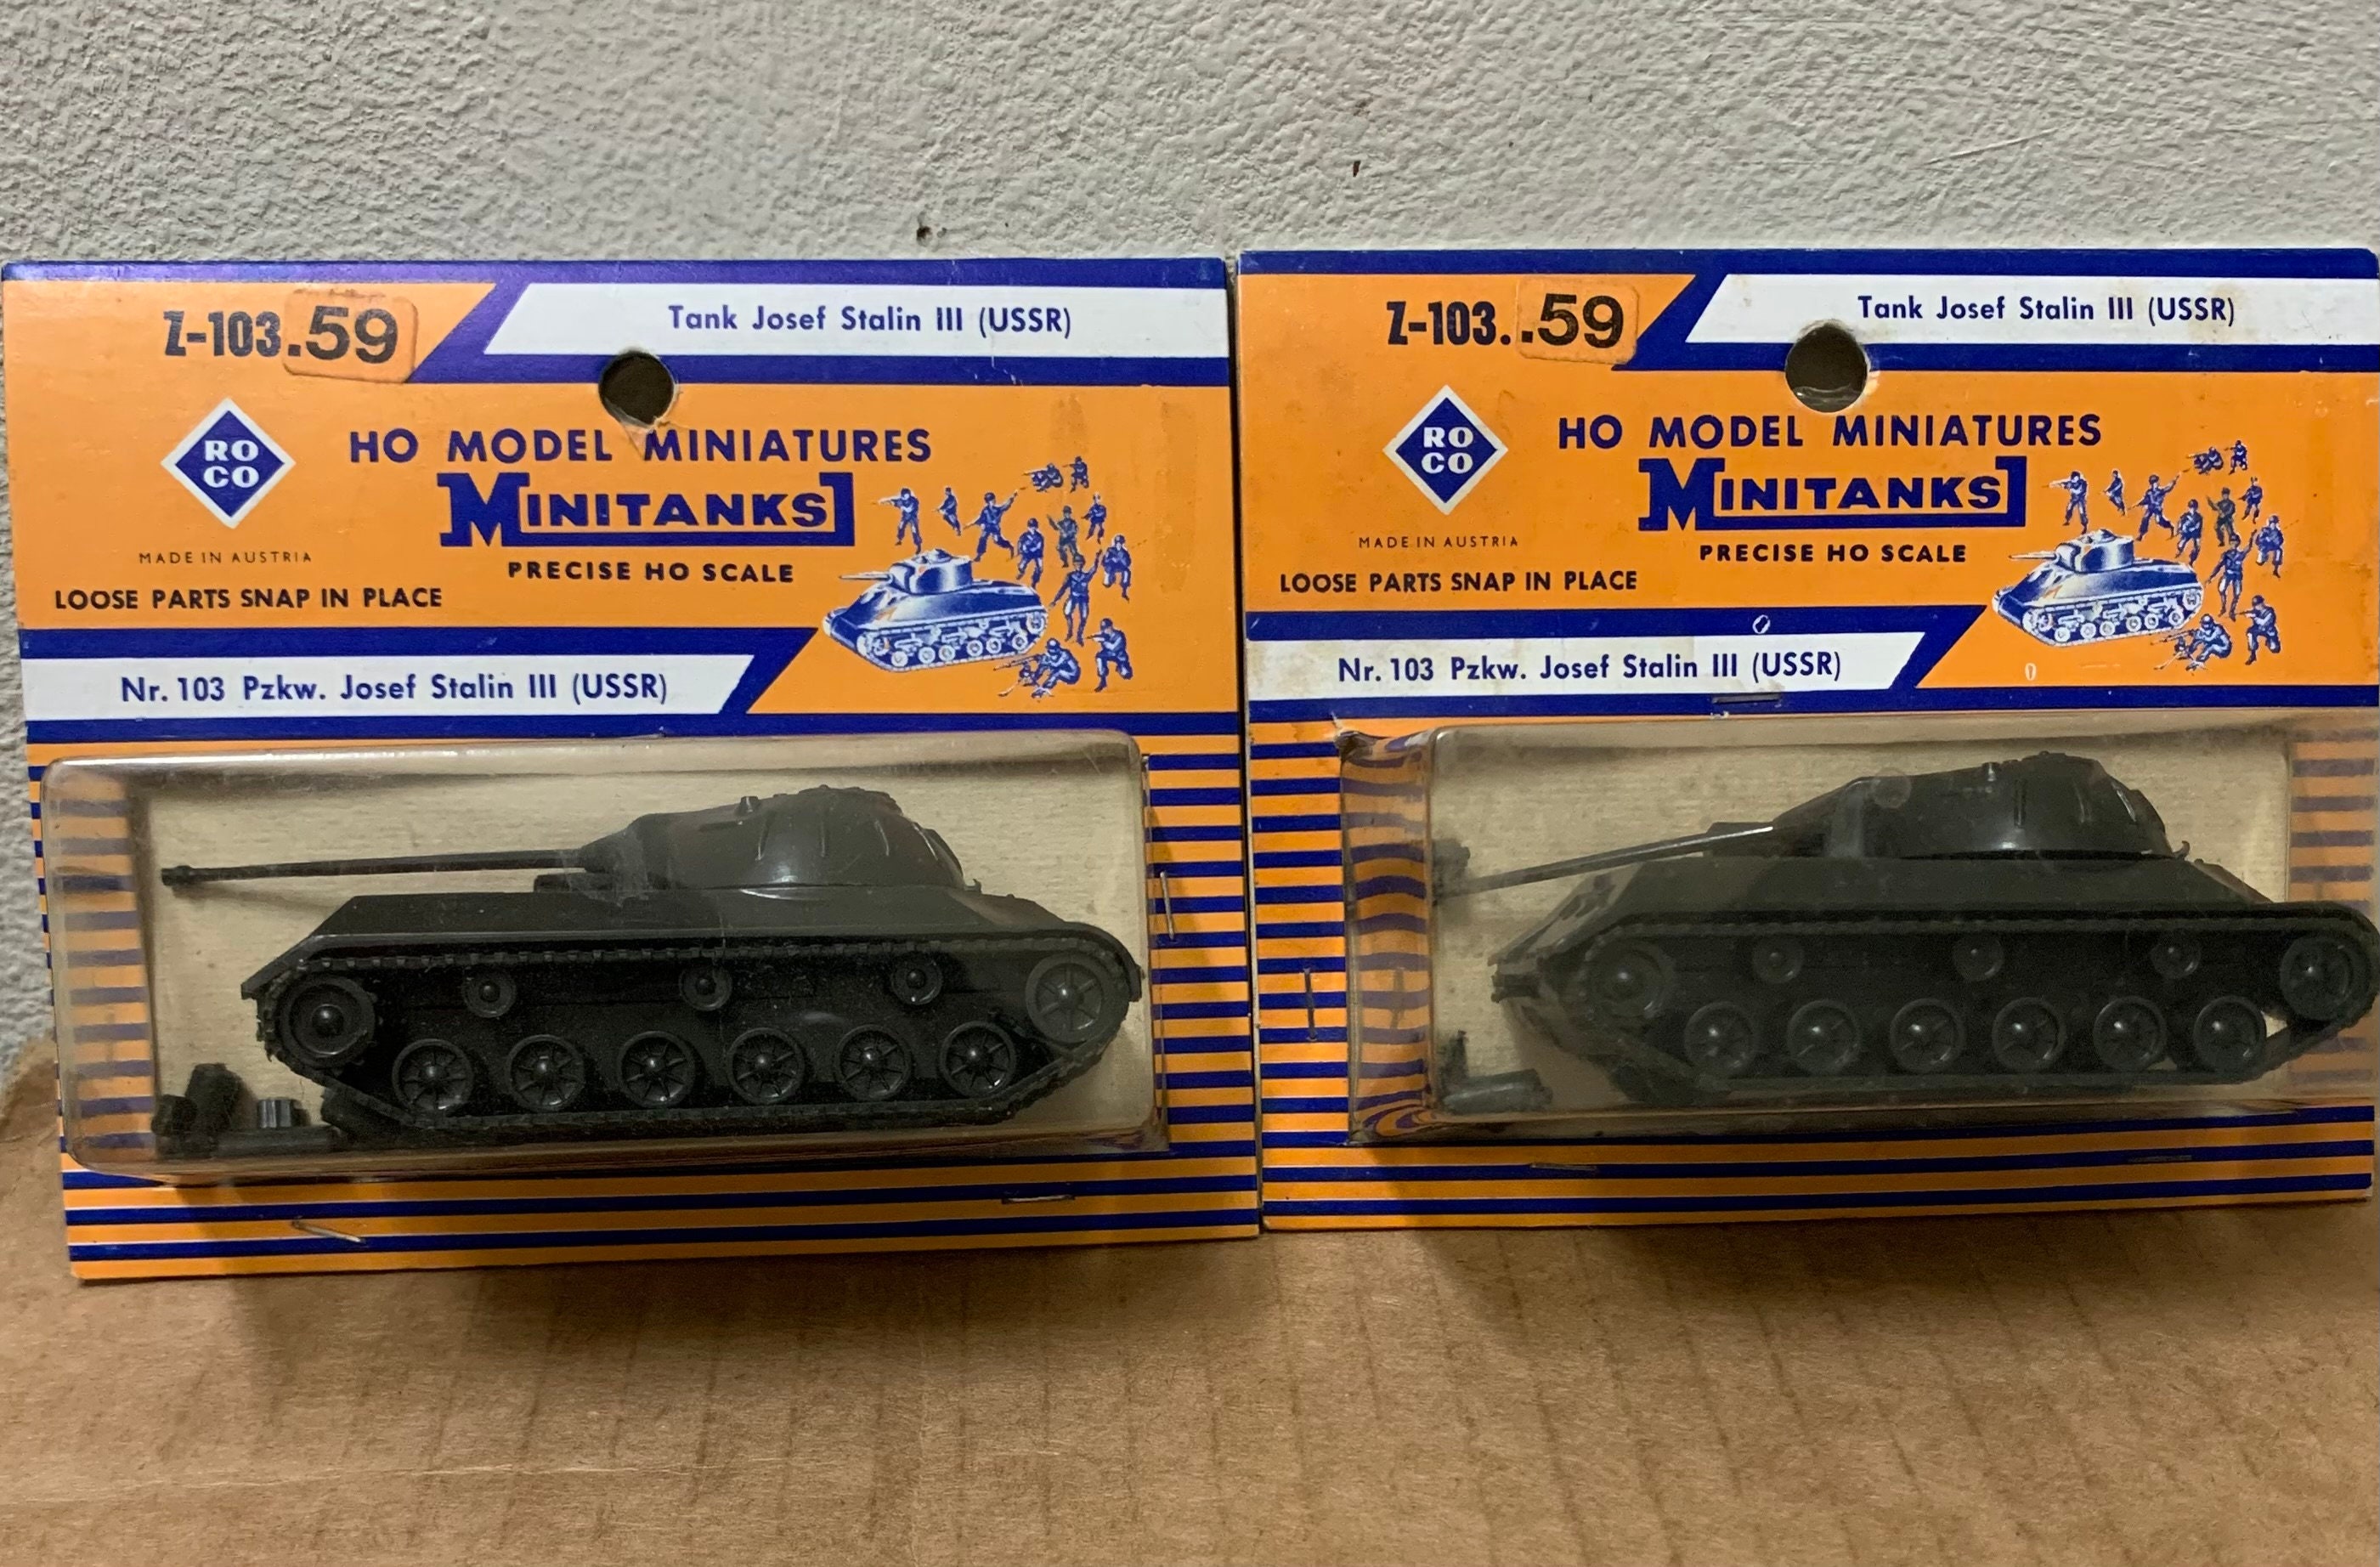 Z-103.59
Tank Josef Stalin III (USSR)
RO
CO
HO MODEL MINIATURES
MINITANKS
MADE IN AUSTRIA
PRECISE HO SCALE
LOOSE PARTS SNAP IN PLACE
Nr. 103 Pzkw. Josef Stalin III (USSR)
Z-103..59
Tank Josef Stalin III (USSR)
RO
CO
HO MODEL MINIATURES
MINITANKS
MADE IN AUSTRIA
PRECISE HO SCALE
LOOSE PARTS SNAP IN PLACE
Nr. 103 Pzkw. Josef Stalin III (USSR)